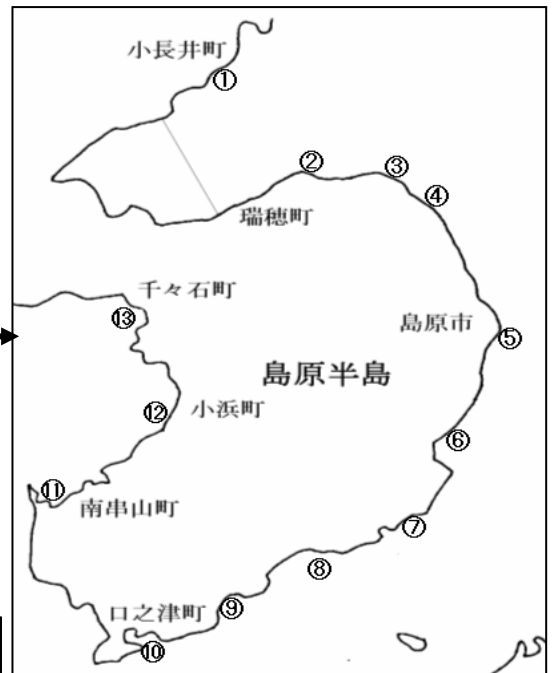 小長井町
①
②
③
④
瑞穂町
千々石町
⑬
島原市
⑤
島原半島
⑫
小浜町
⑥
⑪
南串山町
⑦
⑧
口之津町
⑨
⑩